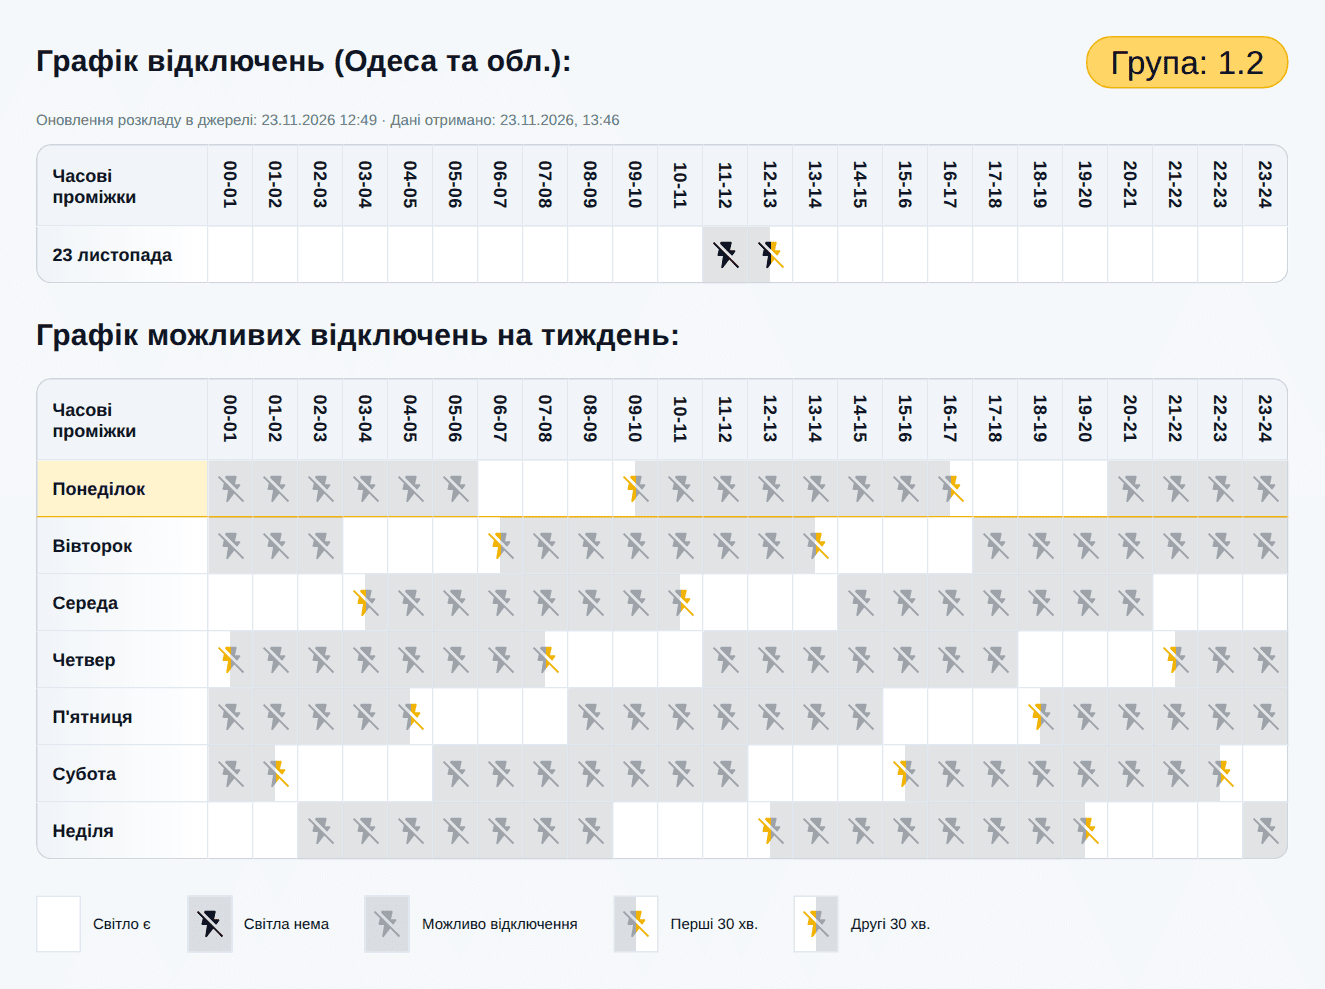 Графік відключень (Одеса та обл.):
Група: 1.2
Оновлення розкладу в джерелі: 23.11.2026 12:49 · Дані отримано: 23.11.2026, 13:46
Часові проміжки 00-01 01-02 02-03 03-04 04-05 05-06 06-07 07-08 08-09 09-10 10-11 11-12 12-13 13-14 14-15 15-16 16-17 17-18 18-19 19-20 20-21 21-22 22-23 23-24
23 листопада
Графік можливих відключень на тиждень:
Часові проміжки 00-01 01-02 02-03 03-04 04-05 05-06 06-07 07-08 08-09 09-10 10-11 11-12 12-13 13-14 14-15 15-16 16-17 17-18 18-19 19-20 20-21 21-22 22-23 23-24
Понеділок
Вівторок
Середа
Четвер
П'ятниця
Субота
Неділя
Світло є Світла нема Можливо відключення Перші 30 хв. Другі 30 хв.